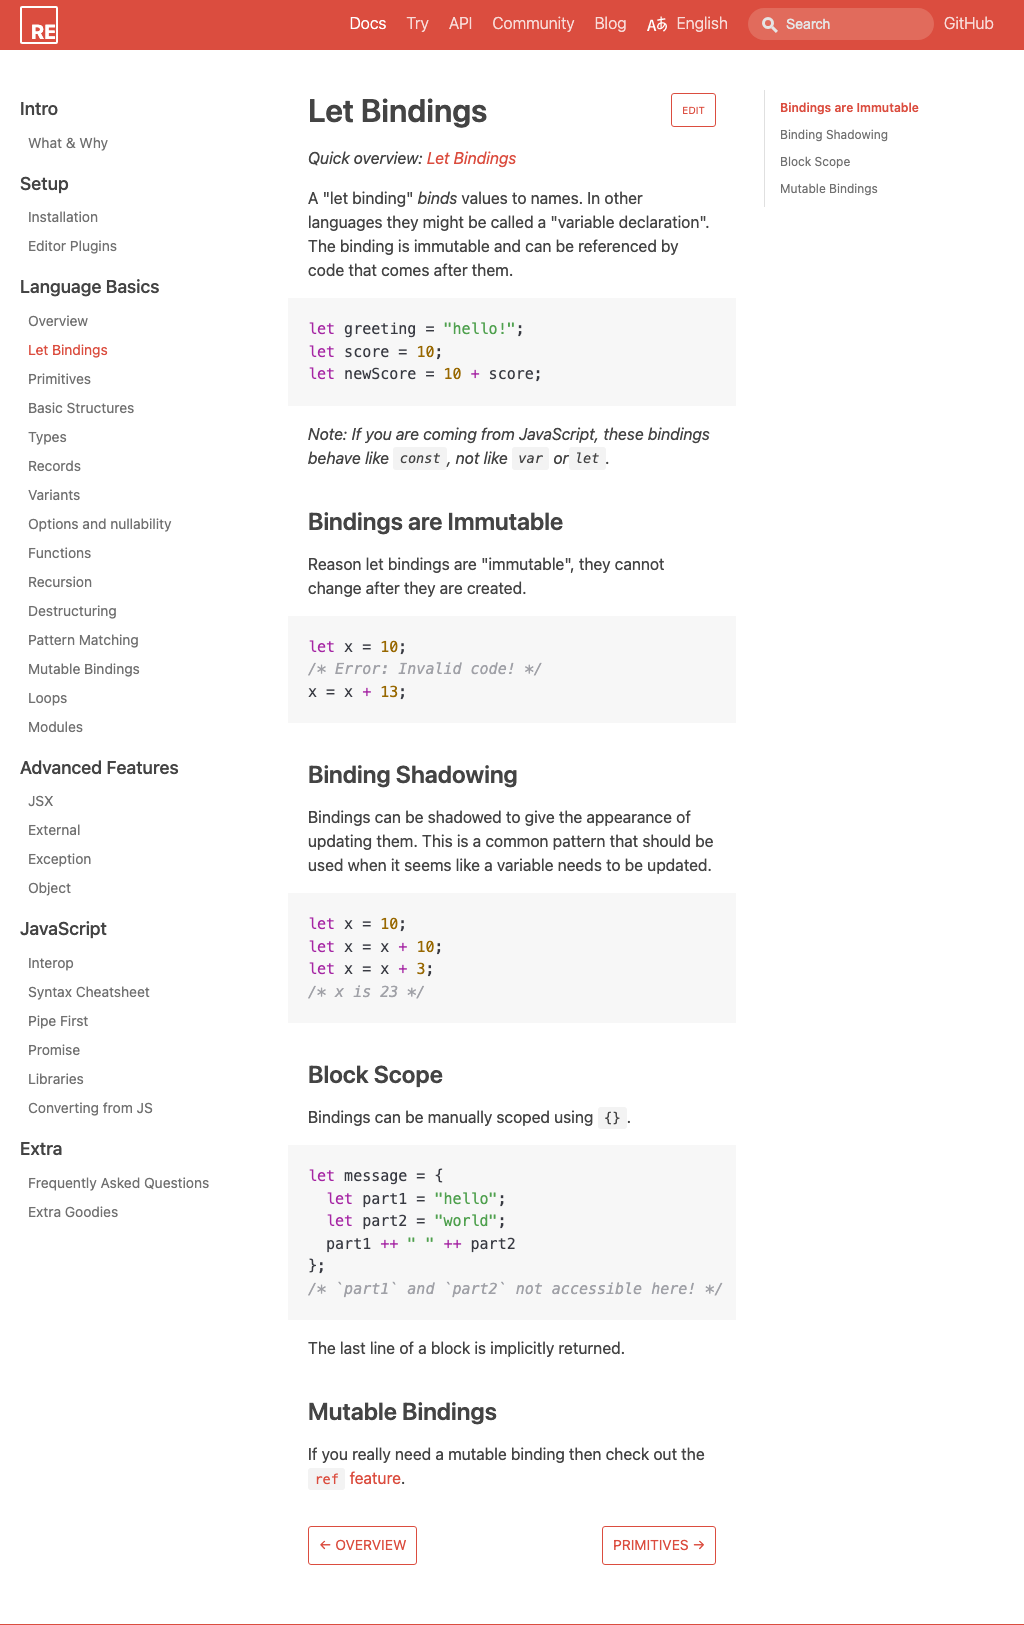 RE
Docs Try API Community Blog Aあ English Search GitHub
Intro
What & Why
Setup
Installation
Editor Plugins
Language Basics
Overview
Let Bindings
Primitives
Basic Structures
Types
Records
Variants
Options and nullability
Functions
Recursion
Destructuring
Pattern Matching
Mutable Bindings
Loops
Modules
Advanced Features
JSX
External
Exception
Object
JavaScript
Interop
Syntax Cheatsheet
Pipe First
Promise
Libraries
Converting from JS
Extra
Frequently Asked Questions
Extra Goodies
Let Bindings
EDIT
Quick overview: Let Bindings
A "let binding" binds values to names. In other
languages they might be called a "variable declaration".
The binding is immutable and can be referenced by
code that comes after them.
let greeting = "hello!";
let score = 10;
let newScore = 10 + score;
Note: If you are coming from JavaScript, these bindings
behave like const, not like var or let.
Bindings are Immutable
Reason let bindings are "immutable", they cannot
change after they are created.
let x = 10;
/* Error: Invalid code! */
x = x + 13;
Binding Shadowing
Bindings can be shadowed to give the appearance of
updating them. This is a common pattern that should be
used when it seems like a variable needs to be updated.
let x = 10;
let x = x + 10;
let x = x + 3;
/* x is 23 */
Block Scope
Bindings can be manually scoped using {}.
let message = {
  let part1 = "hello";
  let part2 = "world";
  part1 ++ " " ++ part2
};
/* `part1` and `part2` not accessible here! */
The last line of a block is implicitly returned.
Mutable Bindings
If you really need a mutable binding then check out the
ref feature.
← OVERVIEW
PRIMITIVES →
Bindings are Immutable
Binding Shadowing
Block Scope
Mutable Bindings